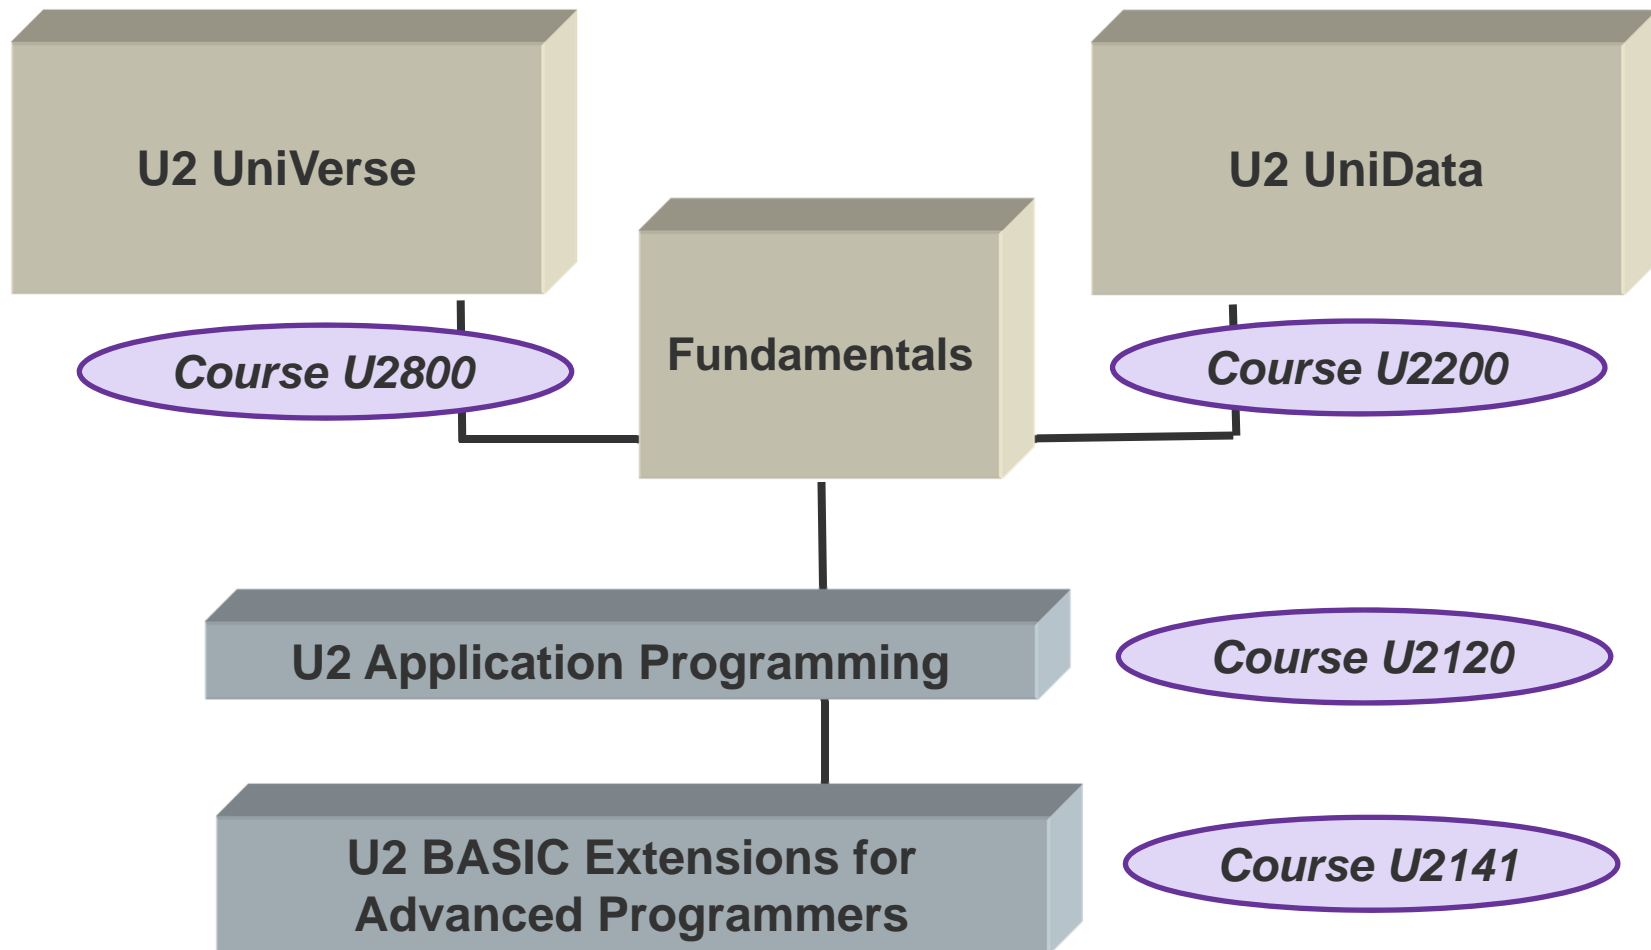 U2 UniVerse
U2 UniData
Fundamentals
Course U2800
Course U2200
U2 Application Programming
Course U2120
U2 BASIC Extensions for
Advanced Programmers
Course U2141